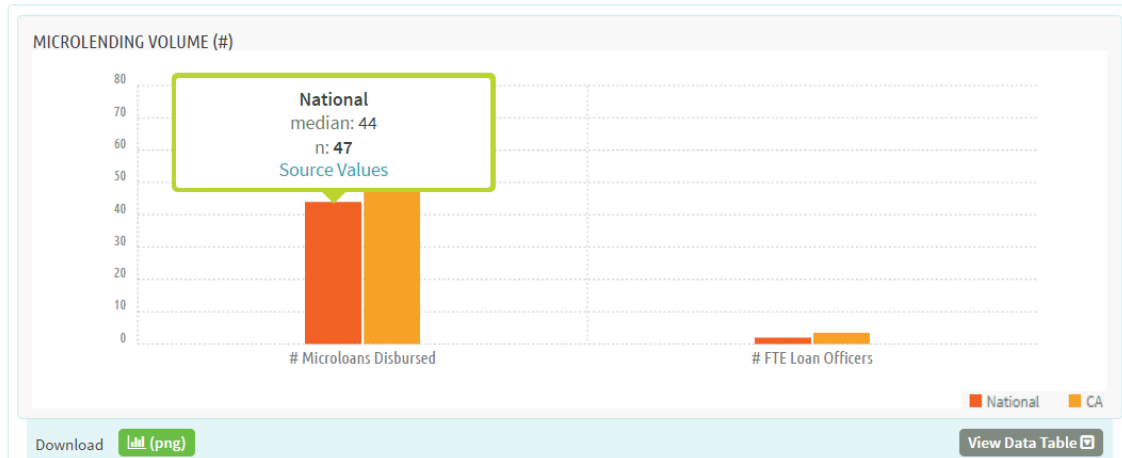 MICROLENDING VOLUME (#)
80
70
60
50
40
30
20
10
0
National
median: 44
n: 47
Source Values
# Microloans Disbursed
# FTE Loan Officers
National
CA
Download
(png)
View Data Table